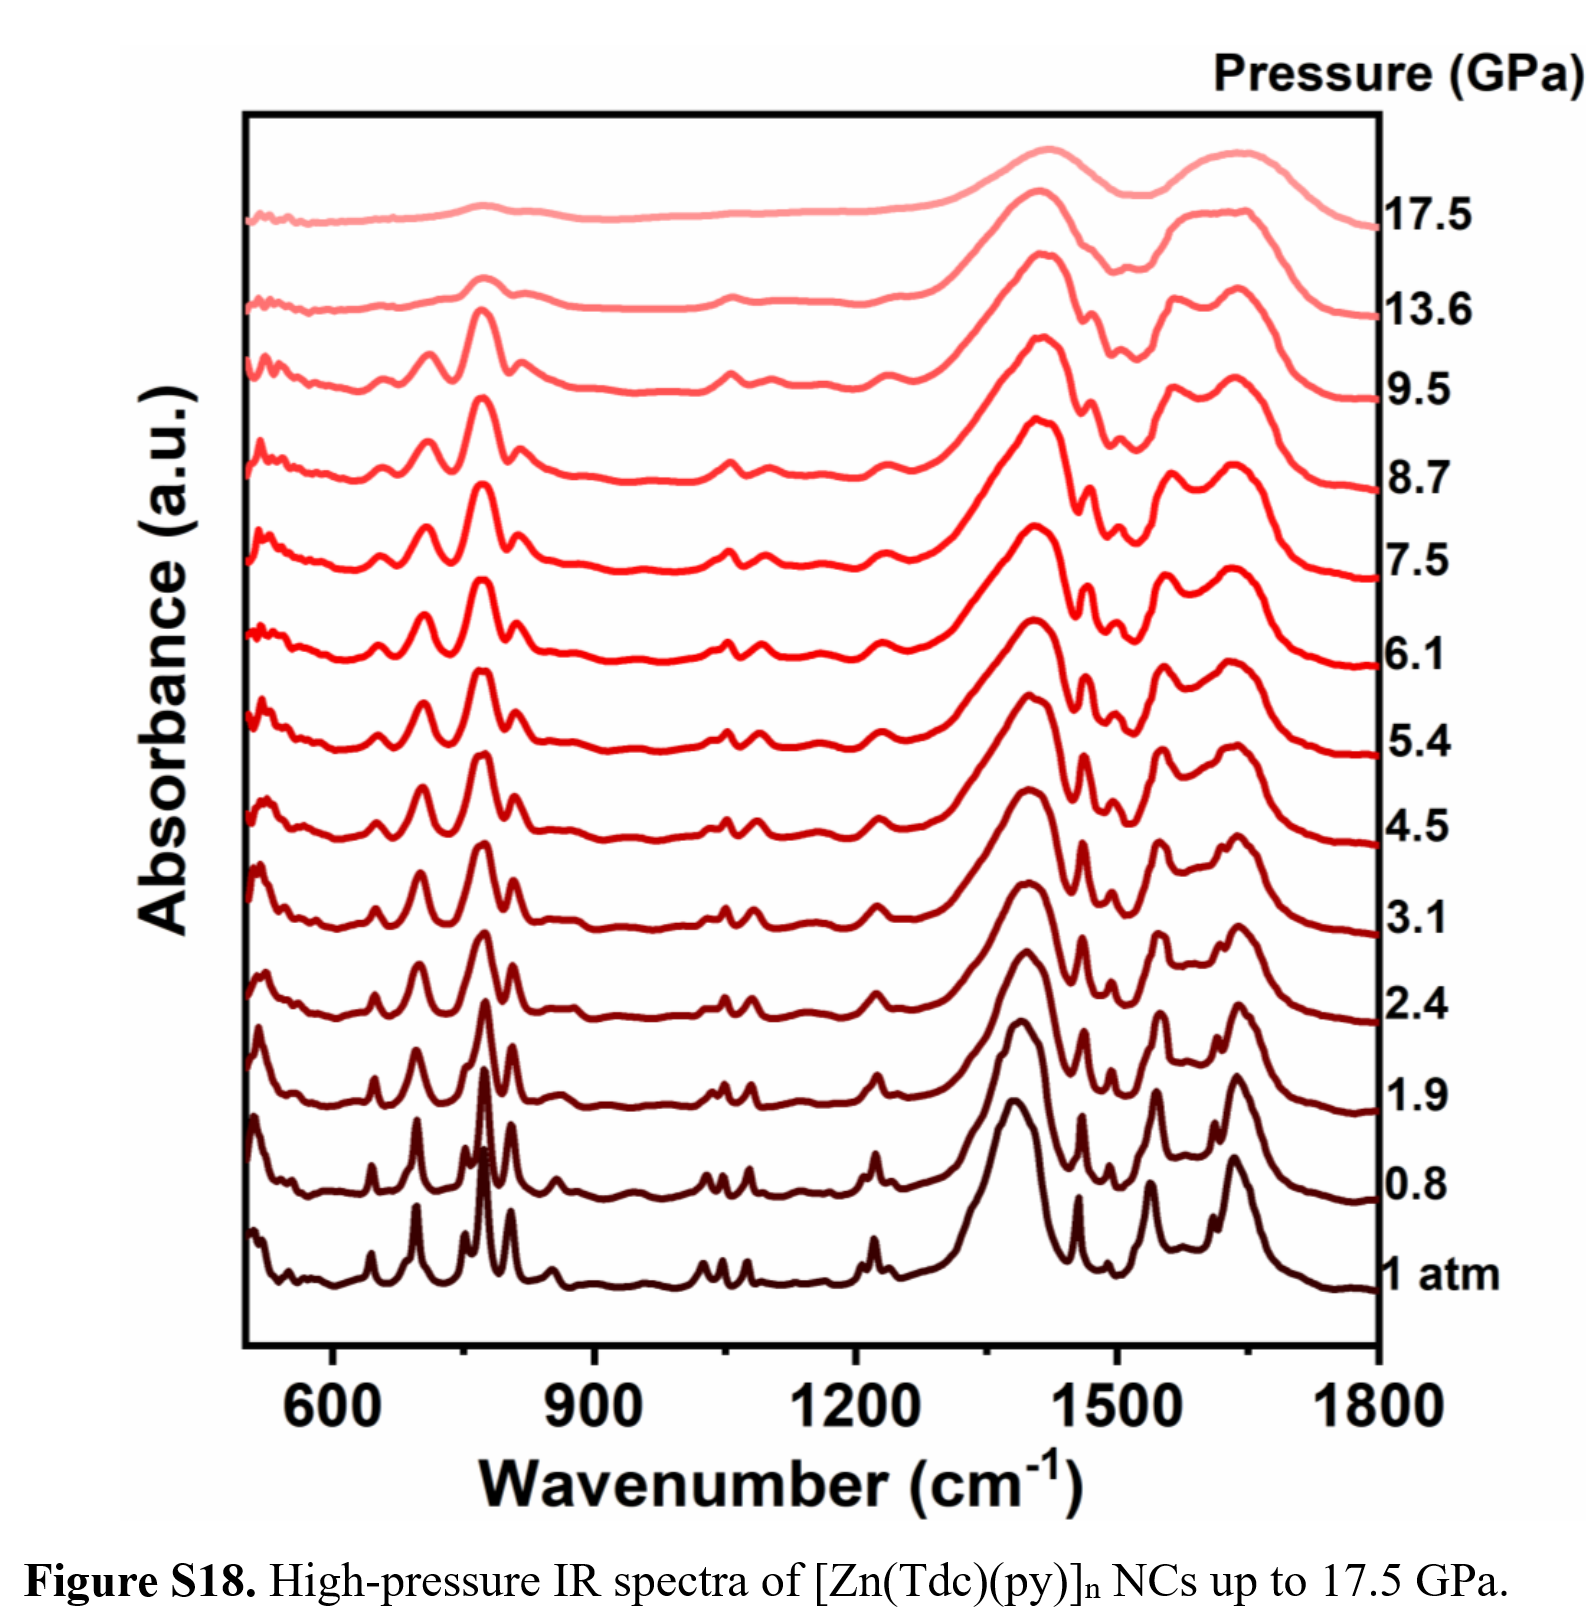 Pressure (GPa)
17.5
13.6
9.5
8.7
7.5
6.1
5.4
4.5
3.1
2.4
1.9
0.8
1 atm
Absorbance (a.u.)
600 900 1200 1500 1800
Wavenumber (cm⁻¹)
Figure S18. High-pressure IR spectra of [Zn(Tdc)(py)]ₙ NCs up to 17.5 GPa.